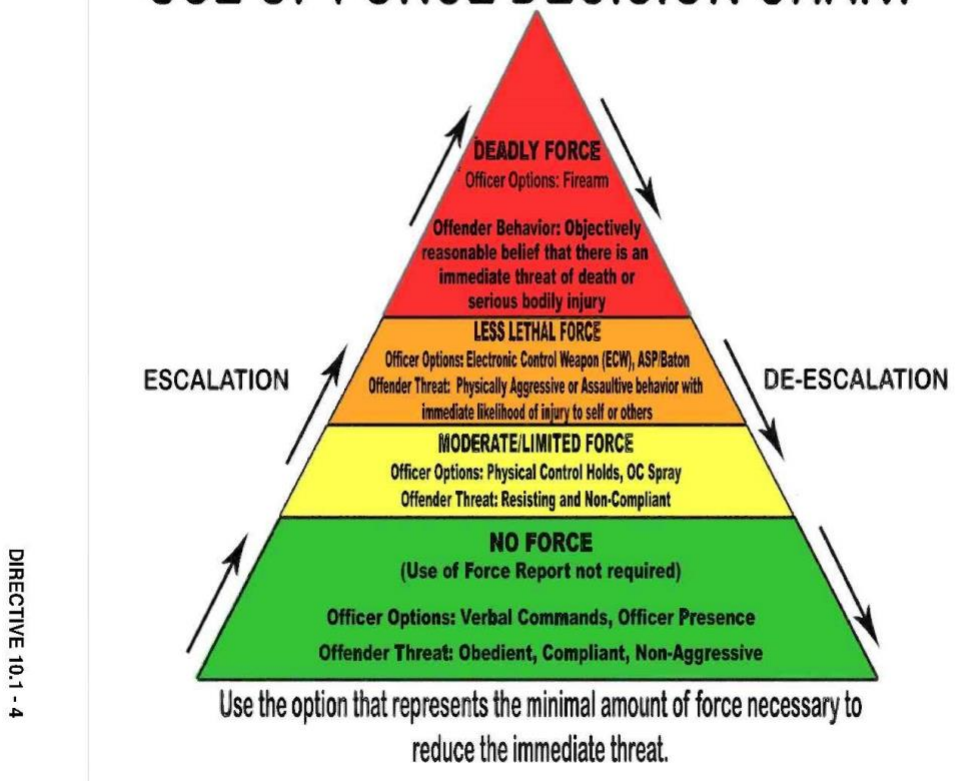 USE OF FORCE DECISION CHART
DEADLY FORCE
Officer Options: Firearm
Offender Behavior: Objectively
reasonable belief that there is an
immediate threat of death or
serious bodily injury
LESS LETHAL FORCE
Officer Options: Electronic Control Weapon (ECW), ASP/Baton
Offender Threat: Physically Aggressive or Assaultive behavior with
immediate likelihood of injury to self or others
ESCALATION
DE-ESCALATION
MODERATE/LIMITED FORCE
Officer Options: Physical Control Holds, OC Spray
Offender Threat: Resisting and Non-Compliant
NO FORCE
(Use of Force Report not required)
Officer Options: Verbal Commands, Officer Presence
Offender Threat: Obedient, Compliant, Non-Aggressive
Use the option that represents the minimal amount of force necessary to
reduce the immediate threat.
DIRECTIVE 10.1 - 4